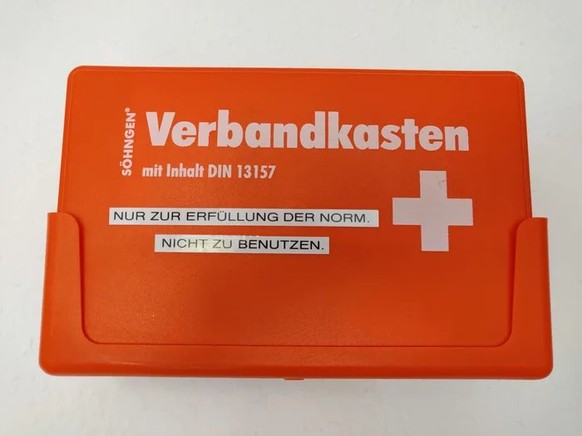 SÖHNGEN®
Verbandkasten
mit Inhalt DIN 13157
NUR ZUR ERFÜLLUNG DER NORM.
NICHT ZU BENUTZEN.